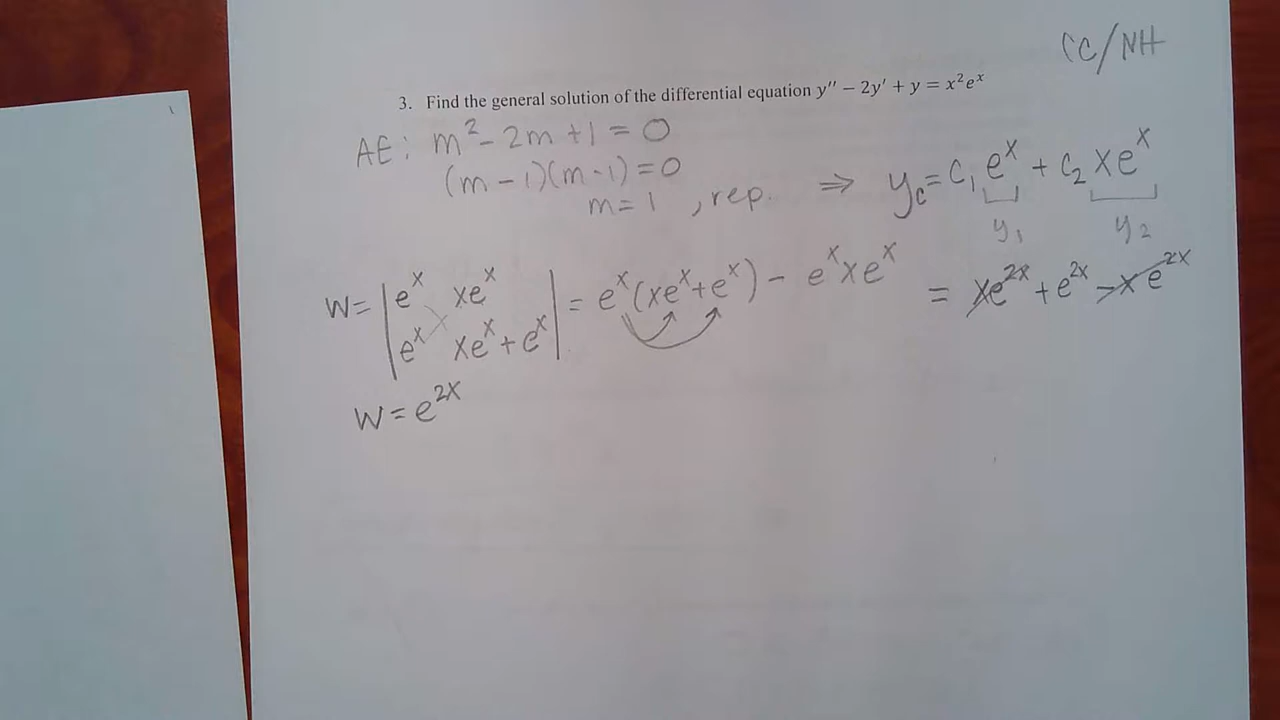 CC/NH
3. Find the general solution of the differential equation y″ − 2y′ + y = x²eˣ
AE: m² - 2m + 1 = 0
(m - 1)(m - 1) = 0
m = 1, rep. ⇒ y_c = c₁eˣ + c₂xeˣ
y₁ y₂
W = |eˣ xeˣ| = eˣ(xeˣ + eˣ) - eˣxeˣ = xe²ˣ + e²ˣ - xe²ˣ
|eˣ xeˣ + eˣ|
W = e²ˣ